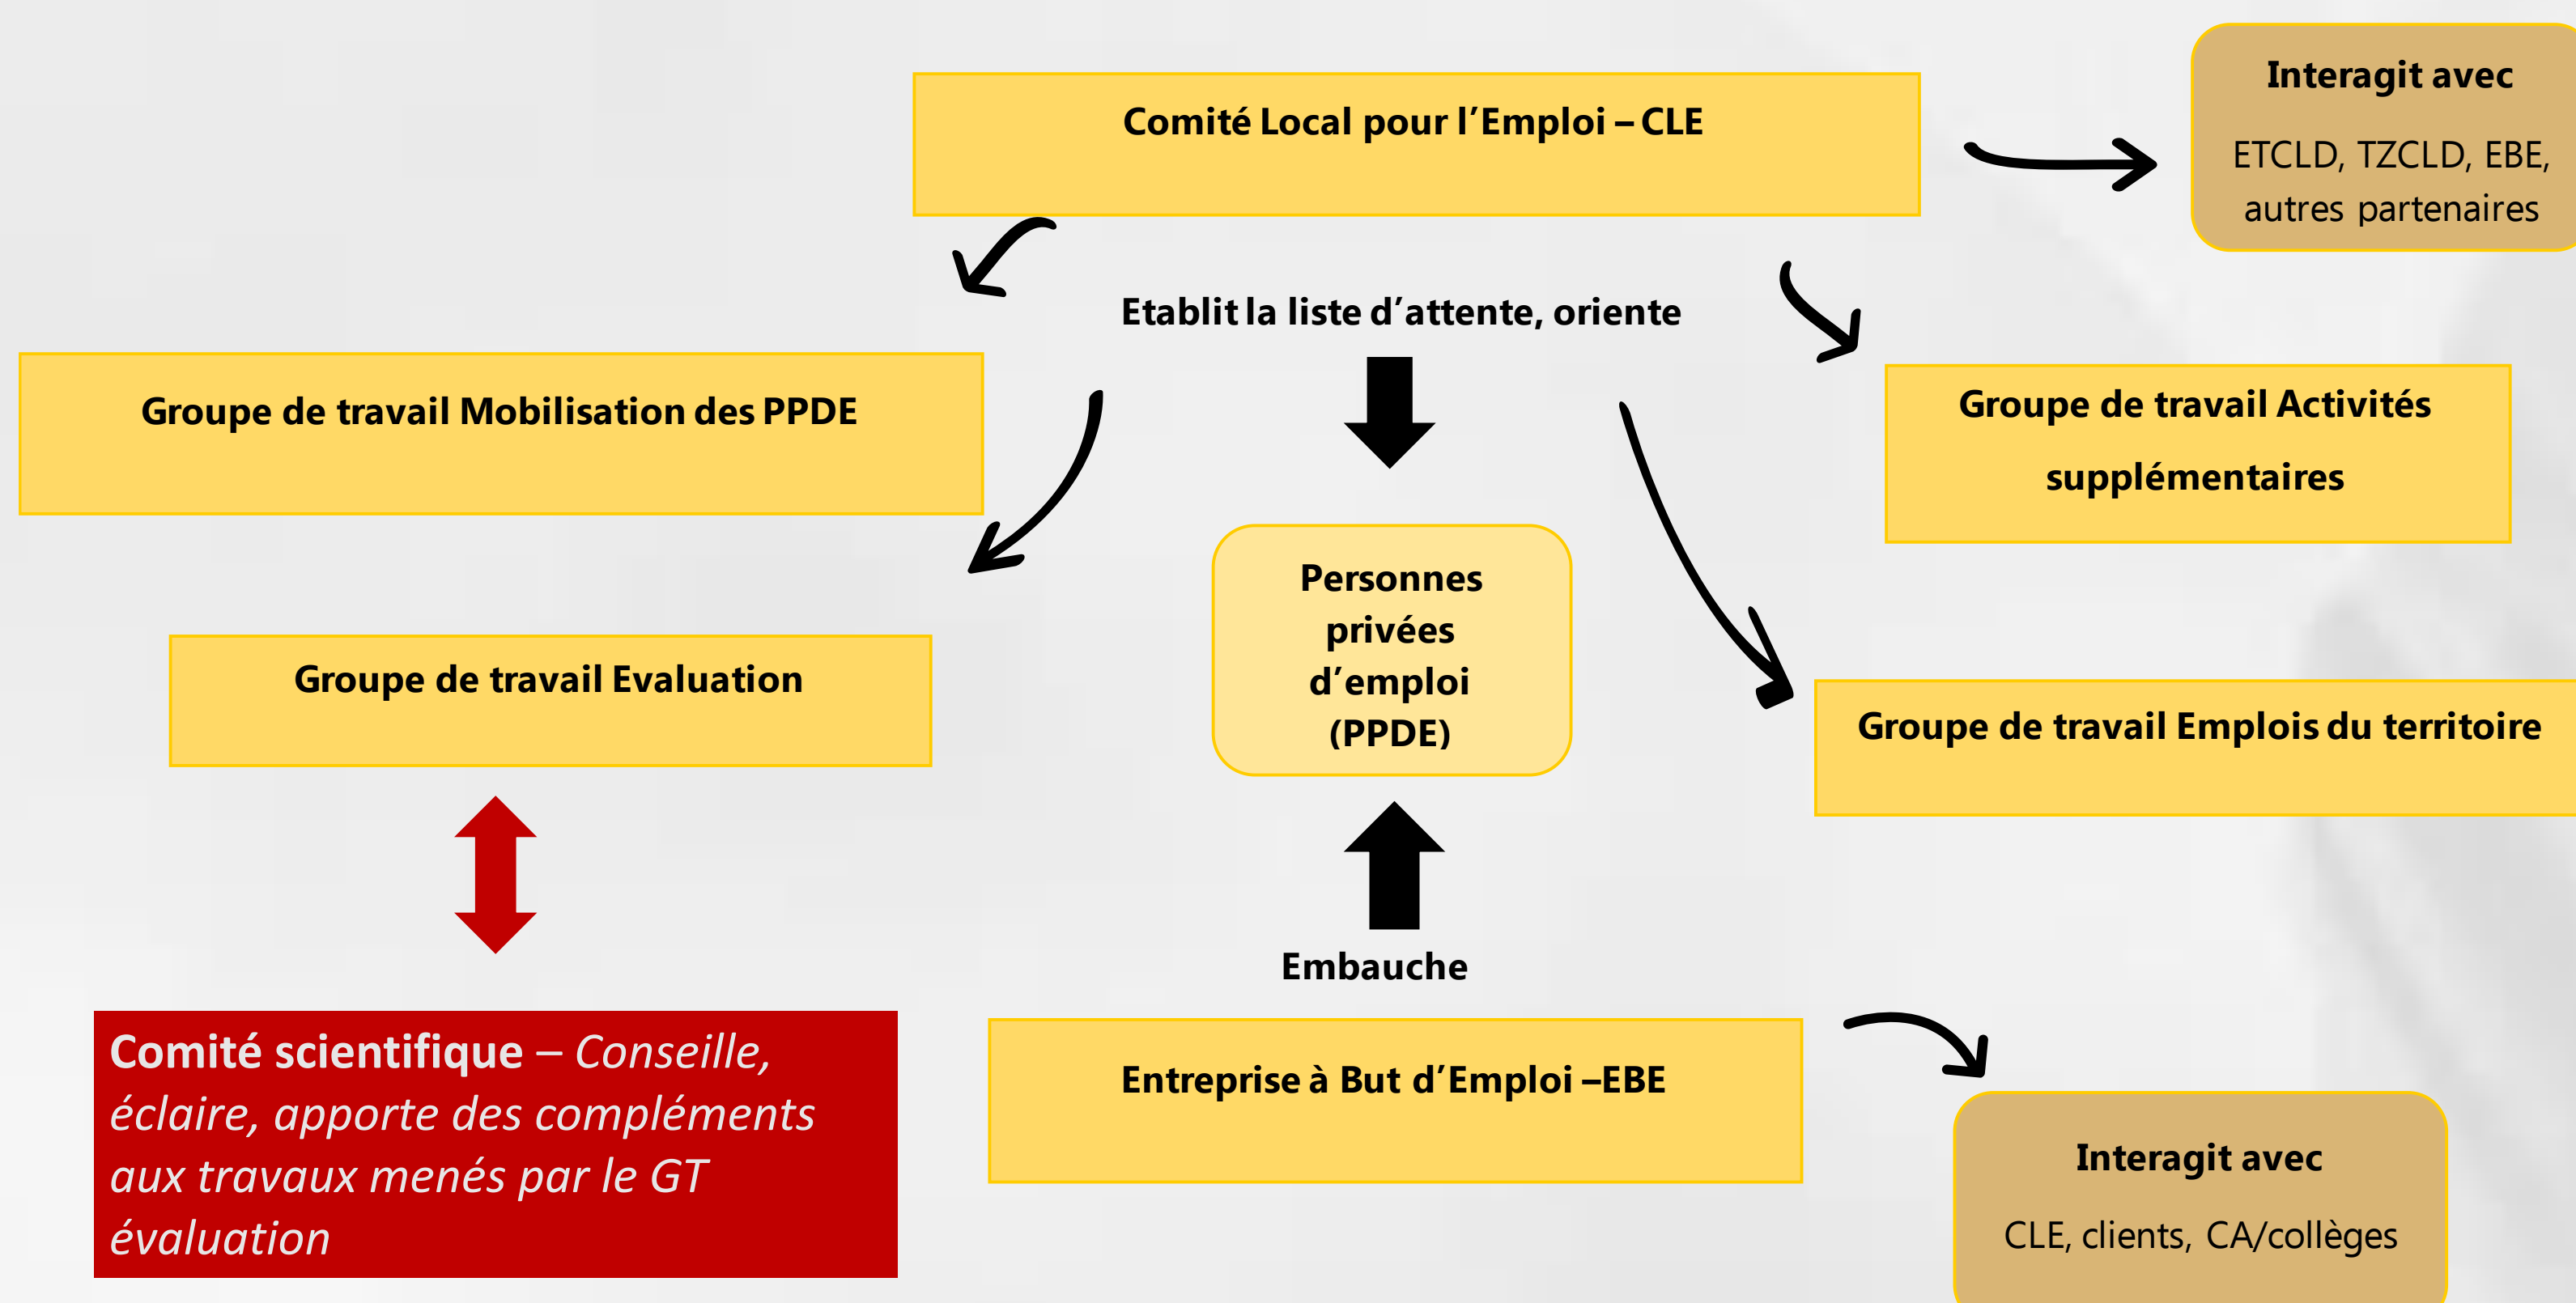 Comité Local pour l’Emploi – CLE
Interagit avec
ETCLD, TZCLD, EBE,
autres partenaires
Etablit la liste d’attente, oriente
Groupe de travail Mobilisation des PPDE
Groupe de travail Activités
supplémentaires
Personnes
privées
d’emploi
(PPDE)
Groupe de travail Evaluation
Groupe de travail Emplois du territoire
Embauche
Comité scientifique – Conseille,
éclaire, apporte des compléments
aux travaux menés par le GT
évaluation
Entreprise à But d’Emploi –EBE
Interagit avec
CLE, clients, CA/collèges